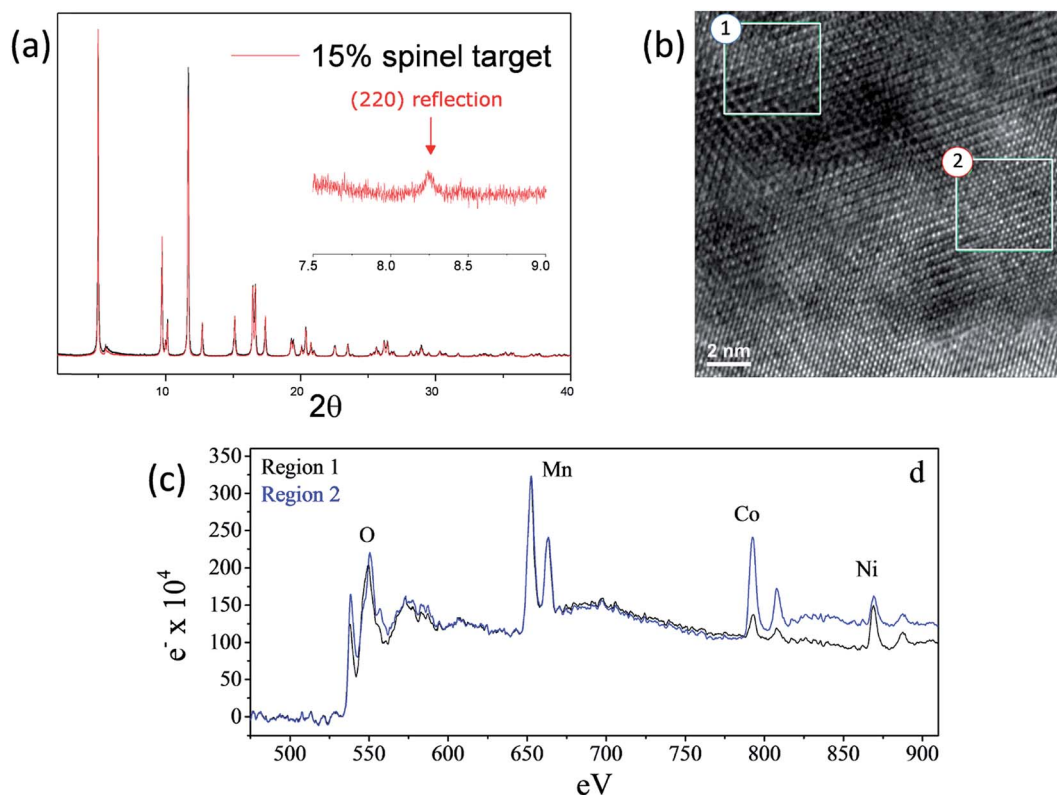 (a)
15% spinel target
(220) reflection
7.5 8.0 8.5 9.0
10 20 30 40
2θ
(b)
1
2
2 nm
(c)
Region 1
Region 2
O
Mn
Co
Ni
d
350
300
250
200
150
100
50
0
e- x 10⁴
500 550 600 650 700 750 800 850 900
eV